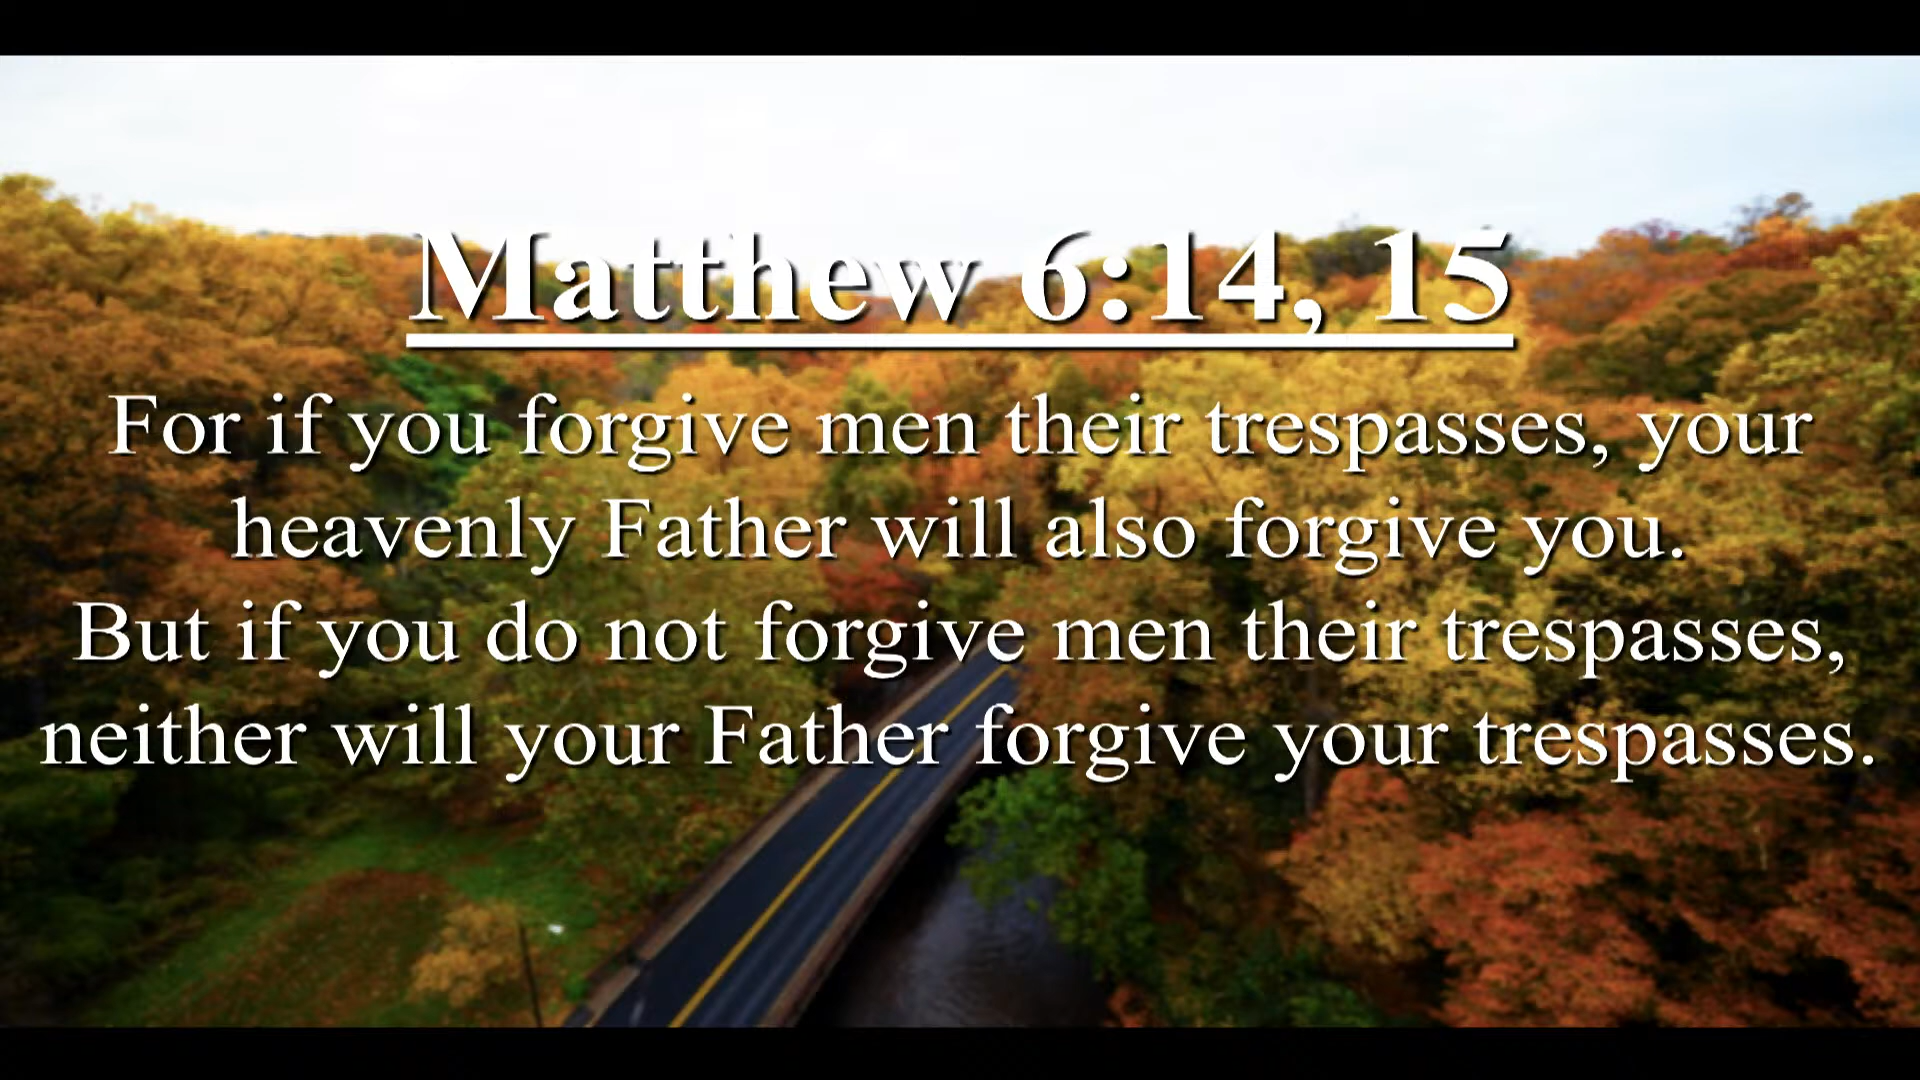 Matthew 6:14, 15
For if you forgive men their trespasses, your
heavenly Father will also forgive you.
But if you do not forgive men their trespasses,
neither will your Father forgive your trespasses.